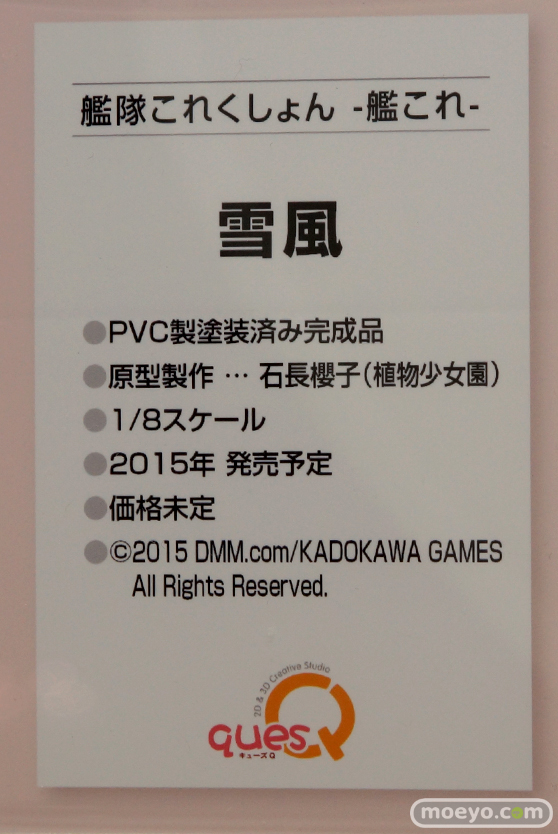 艦隊これくしょん -艦これ-
雪風
●PVC製塗装済み完成品
●原型製作 … 石長櫻子(植物少女園)
●1/8スケール
●2015年 発売予定
●価格未定
●©2015 DMM.com/KADOKAWA GAMES
All Rights Reserved.
2D & 3D Creative Studio
quesQ
キューズQ
moeyo.com